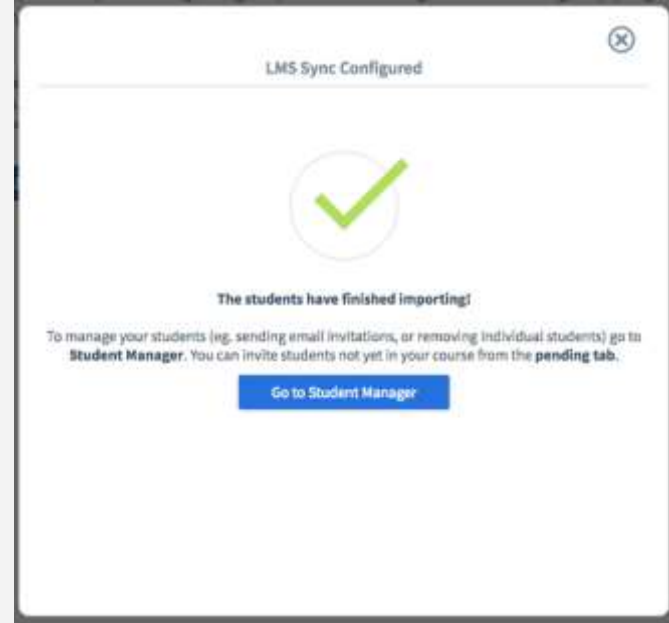 LMS Sync Configured
The students have finished importing!
To manage your students (eg. sending email invitations, or removing individual students) go to
Student Manager. You can invite students not yet in your course from the pending tab.
Go to Student Manager